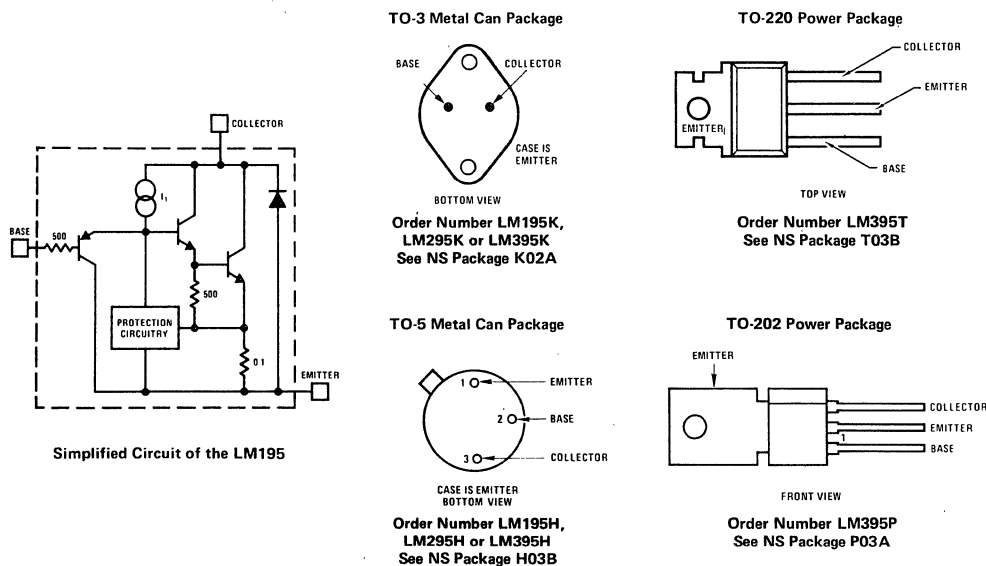 COLLECTOR
I1
BASE
500
500
PROTECTION
CIRCUITRY
0 1
EMITTER
Simplified Circuit of the LM195
TO-3 Metal Can Package
BASE
COLLECTOR
CASE IS
EMITTER
BOTTOM VIEW
Order Number LM195K,
LM295K or LM395K
See NS Package K02A
TO-220 Power Package
COLLECTOR
EMITTER
EMITTER
BASE
TOP VIEW
Order Number LM395T
See NS Package T03B
TO-5 Metal Can Package
1
EMITTER
2
BASE
3
COLLECTOR
CASE IS EMITTER
BOTTOM VIEW
Order Number LM195H,
LM295H or LM395H
See NS Package H03B
TO-202 Power Package
EMITTER
COLLECTOR
EMITTER
1
BASE
FRONT VIEW
Order Number LM395P
See NS Package P03A